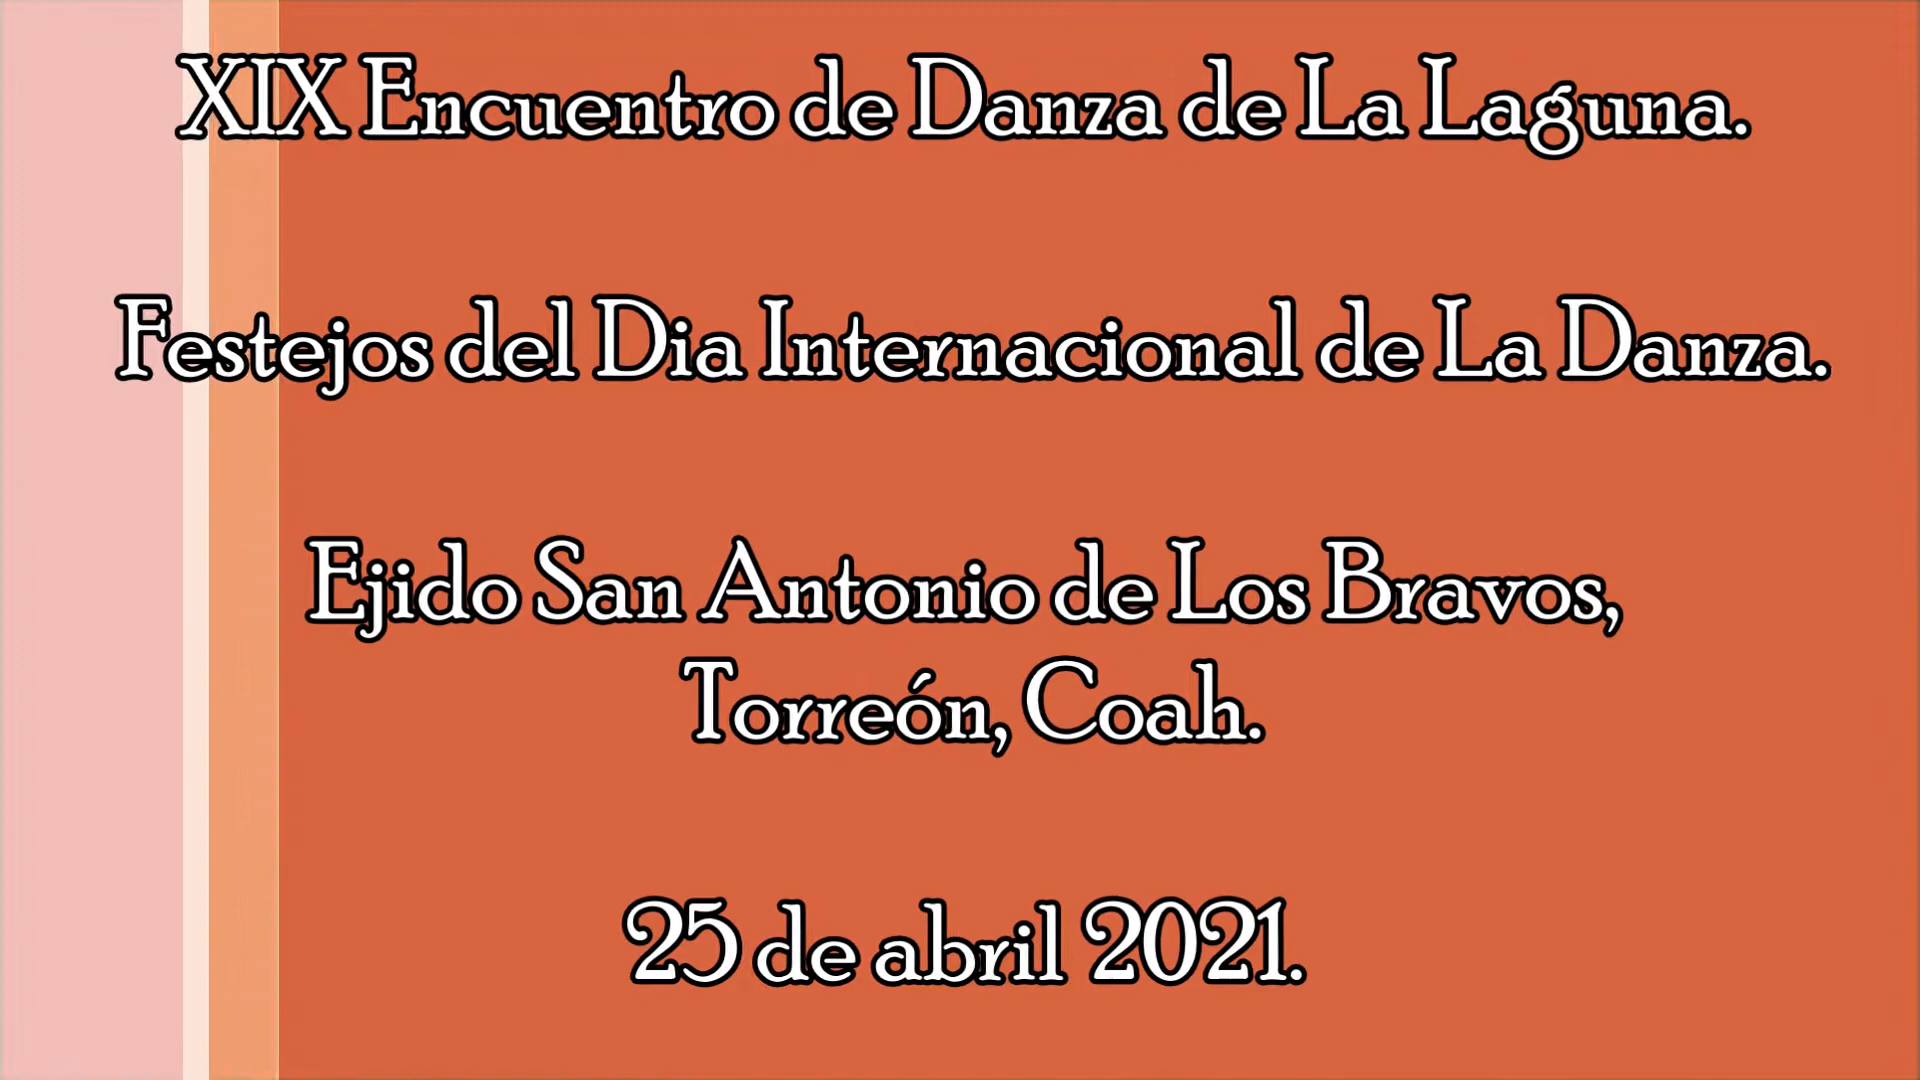 XIX Encuentro de Danza de La Laguna.
Festejos del Dia Internacional de La Danza.
Ejido San Antonio de Los Bravos,
Torreón, Coah.
25 de abril 2021.